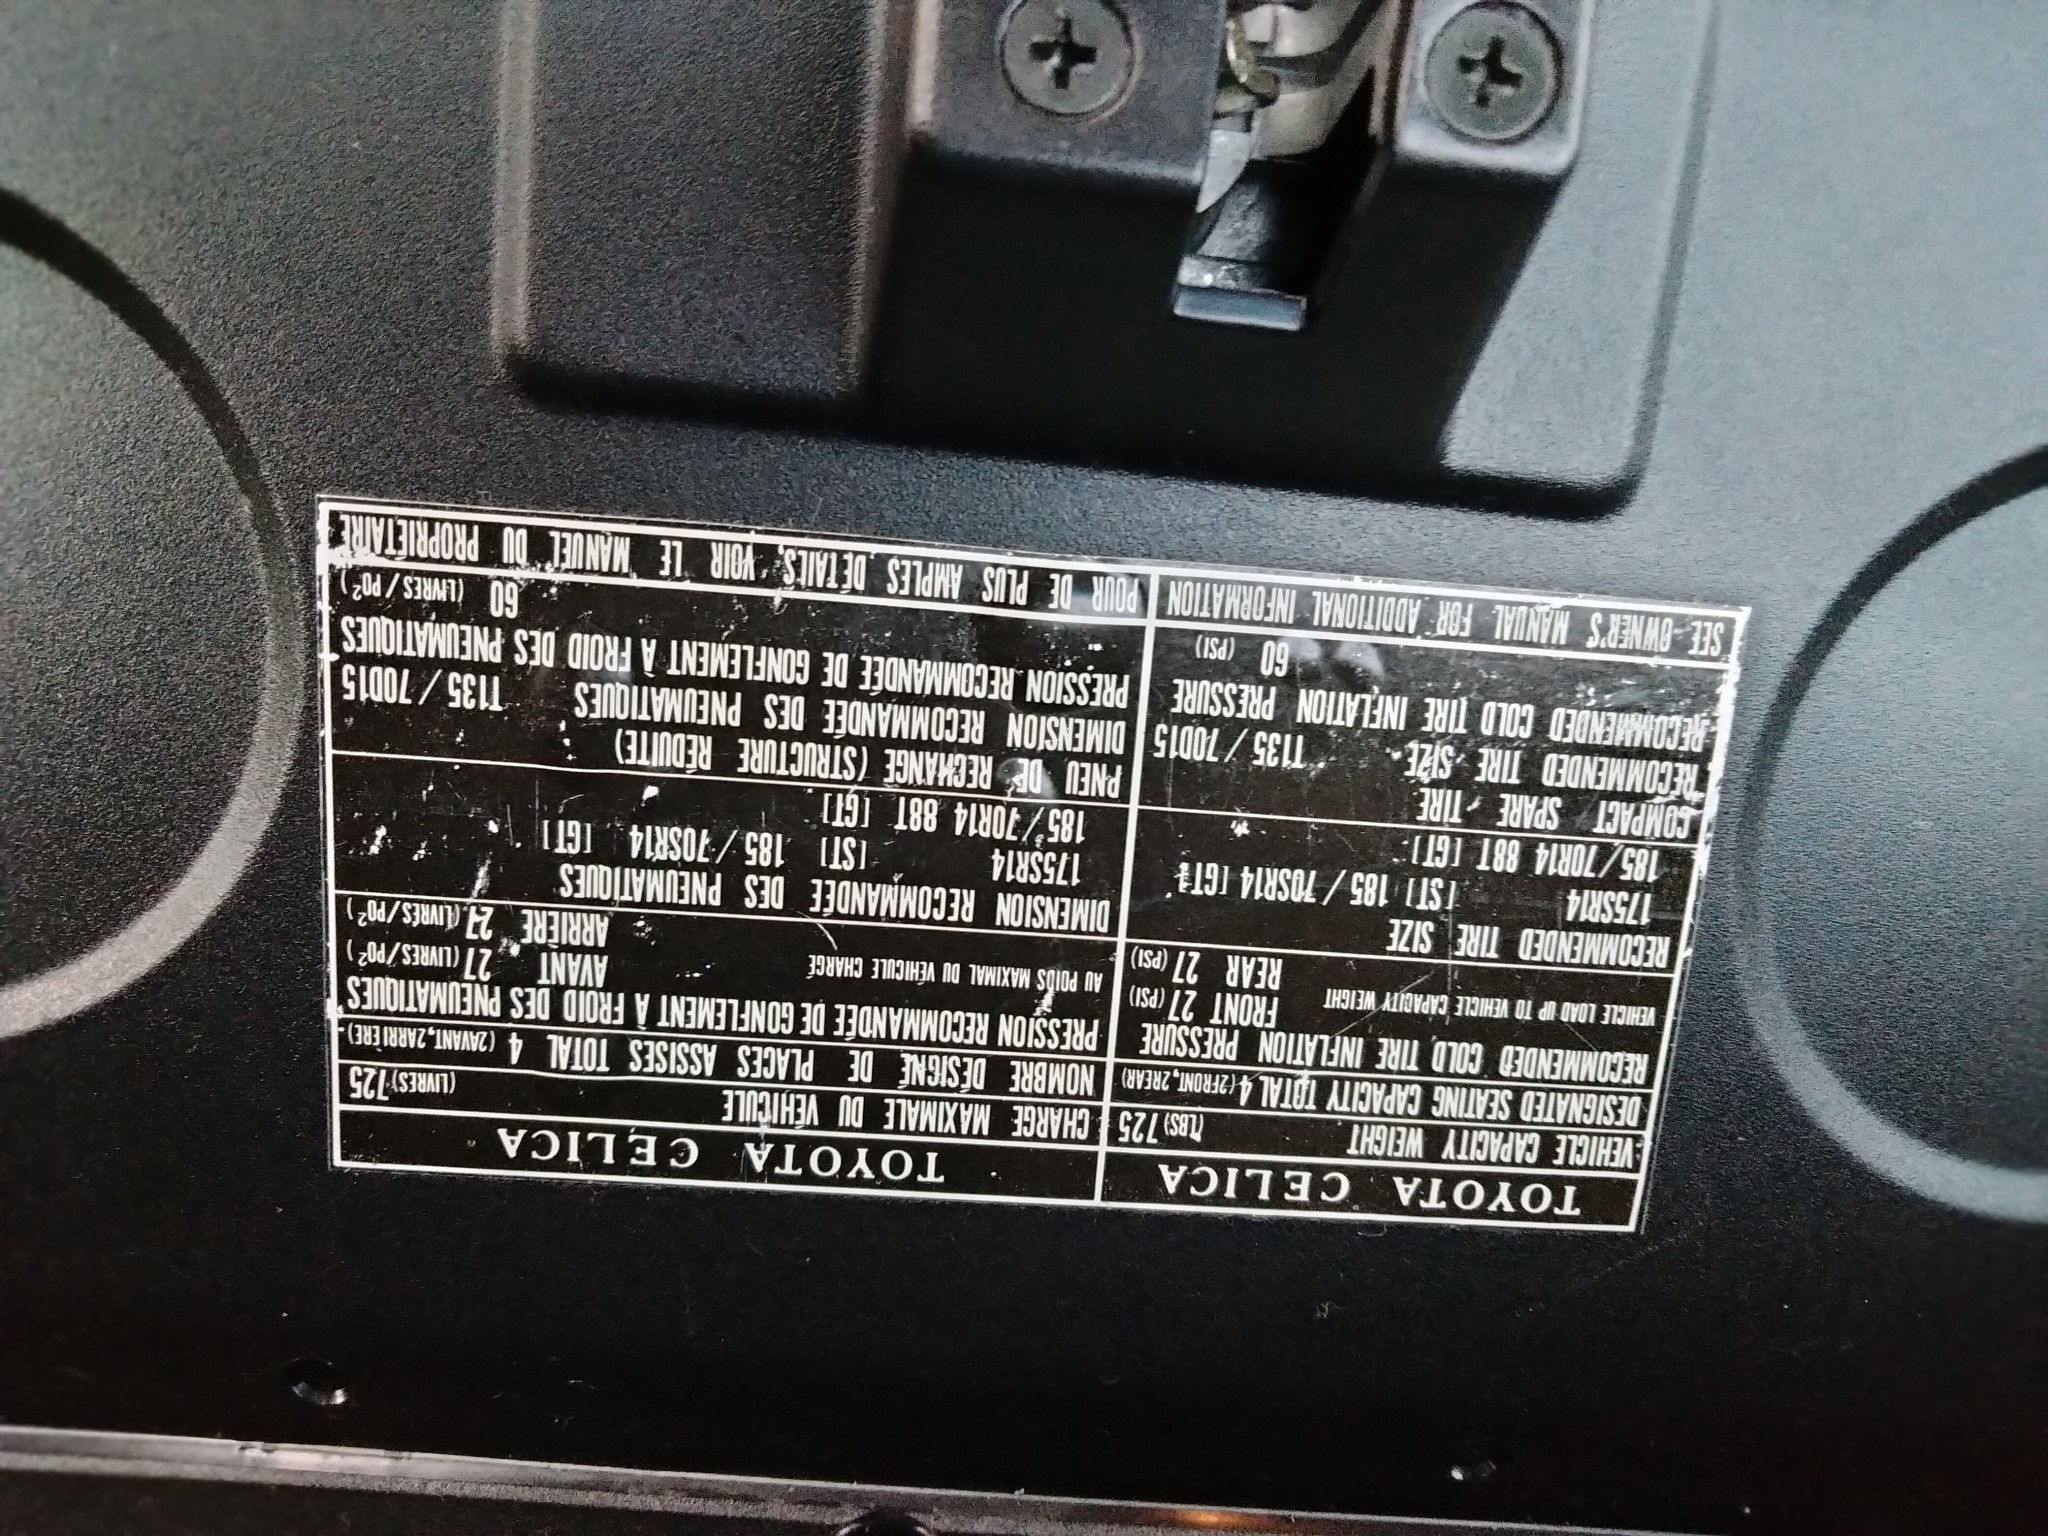 TOYOTA CELICA
VEHICLE CAPACITY WEIGHT (LBS) 725
DESIGNATED SEATING CAPACITY TOTAL 4 (2FRONT, 2REAR)
RECOMMENDED COLD TIRE INFLATION PRESSURE
VEHICLE LOAD UP TO VEHICLE CAPACITY WEIGHT FRONT 27 (PSI)
REAR 27 (PSI)
RECOMMENDED TIRE SIZE
175SR14 [ST] 185/70SR14 [GT]
185/70R14 88T [GT]
COMPACT SPARE TIRE
RECOMMENDED TIRE SIZE T135/70D15
RECOMMENDED COLD TIRE INFLATION PRESSURE
60 (PSI)
SEE OWNER'S MANUAL FOR ADDITIONAL INFORMATION
TOYOTA CELICA
CHARGE MAXIMALE DU VÉHICULE (LIVRES) 725
NOMBRE DÉSIGNÉ DE PLACES ASSISES TOTAL 4 (2AVANT, 2ARRIÈRE)
PRESSION RECOMMANDÉE DE GONFLEMENT À FROID DES PNEUMATIQUES
AU POIDS MAXIMAL DU VÉHICULE CHARGÉ AVANT 27 (LIVRES/PO²)
ARRIÈRE 27 (LIVRES/PO²)
DIMENSION RECOMMANDÉE DES PNEUMATIQUES
175SR14 [ST] 185/70SR14 [GT]
185/70R14 88T [GT]
PNEU DE RECHANGE (STRUCTURE RÉDUITE)
DIMENSION RECOMMANDÉE DES PNEUMATIQUES T135/70D15
PRESSION RECOMMANDÉE DE GONFLEMENT À FROID DES PNEUMATIQUES
60 (LIVRES/PO²)
POUR DE PLUS AMPLES DÉTAILS, VOIR LE MANUEL DU PROPRIÉTAIRE